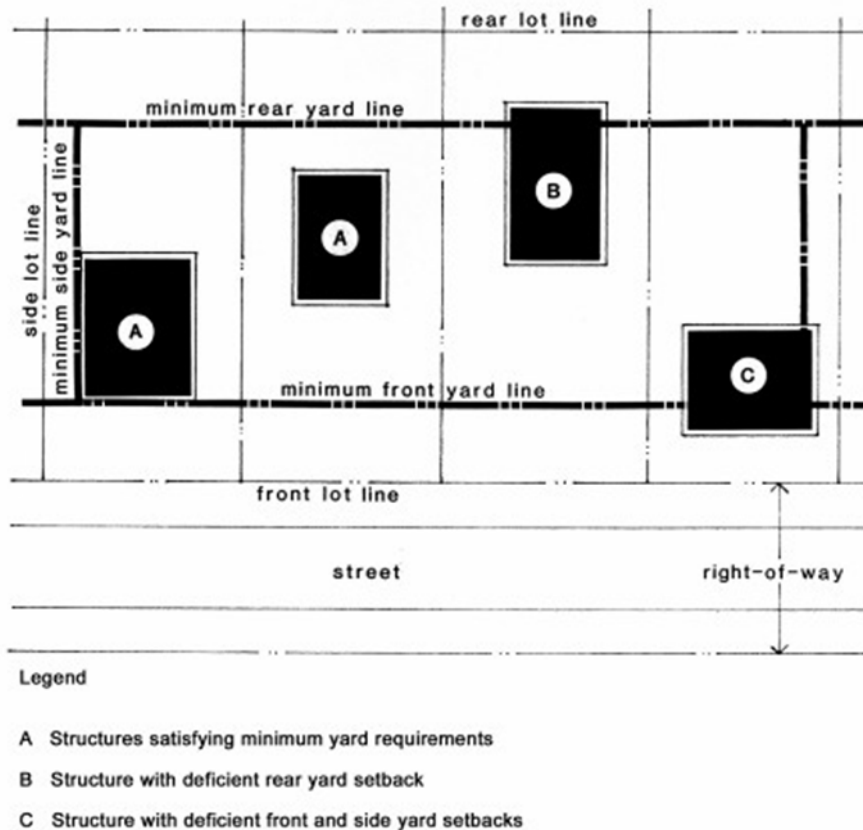 rear lot line
minimum rear yard line
side lot line
minimum side yard line
B
A
A
C
minimum front yard line
front lot line
street
right-of-way
Legend
A Structures satisfying minimum yard requirements
B Structure with deficient rear yard setback
C Structure with deficient front and side yard setbacks